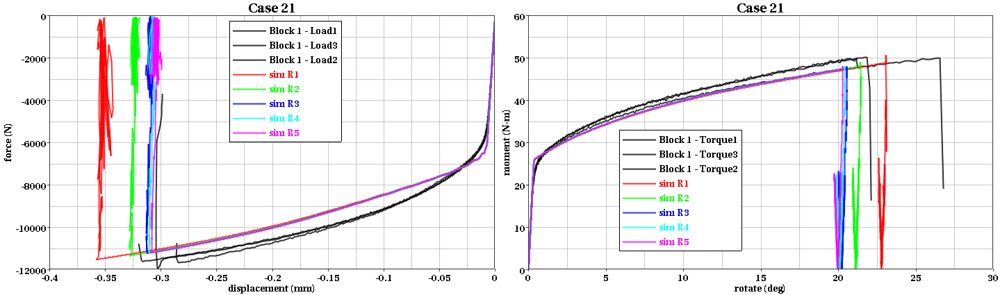 Case 21
0
-2000
-4000
-6000
-8000
-10000
-12000
force (N)
Block 1 - Load1
Block 1 - Load3
Block 1 - Load2
sim R1
sim R2
sim R3
sim R4
sim R5
-0.4
-0.35
-0.3
-0.25
-0.2
-0.15
-0.1
-0.05
0
displacement (mm)
Case 21
60
50
40
30
20
10
0
moment (N-m)
Block 1 - Torque1
Block 1 - Torque3
Block 1 - Torque2
sim R1
sim R2
sim R3
sim R4
sim R5
0
5
10
15
20
25
30
rotate (deg)